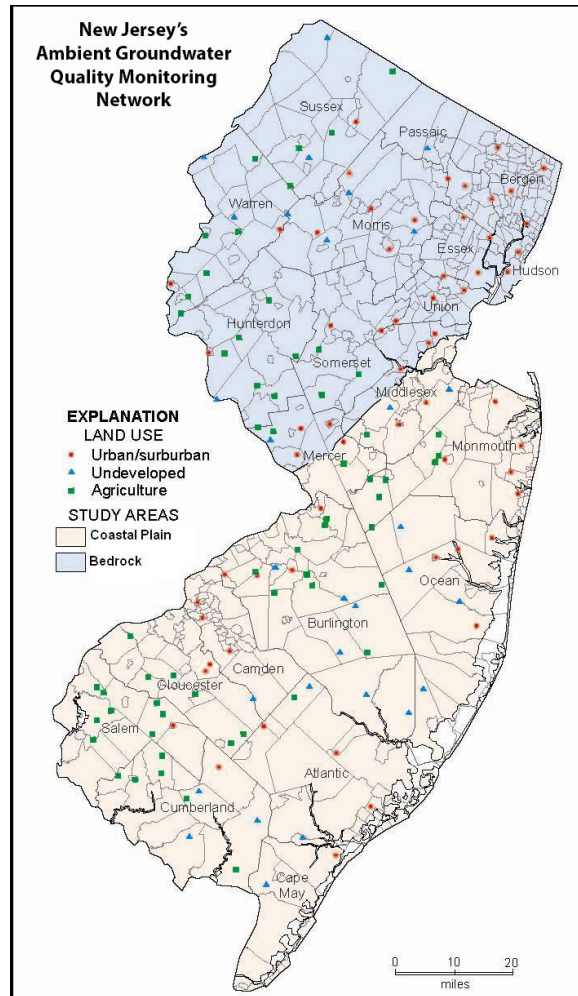 New Jersey's
Ambient Groundwater
Quality Monitoring
Network
Sussex
Passaic
Bergen
Warren
Morris
Essex
Hudson
Union
Hunterdon
Somerset
Middlesex
EXPLANATION
LAND USE
Urban/surburban
Undeveloped
Agriculture
STUDY AREAS
Coastal Plain
Bedrock
Monmouth
Mercer
Ocean
Burlington
Camden
Gloucester
Salem
Atlantic
Cumberland
Cape
May
0 10 20
miles